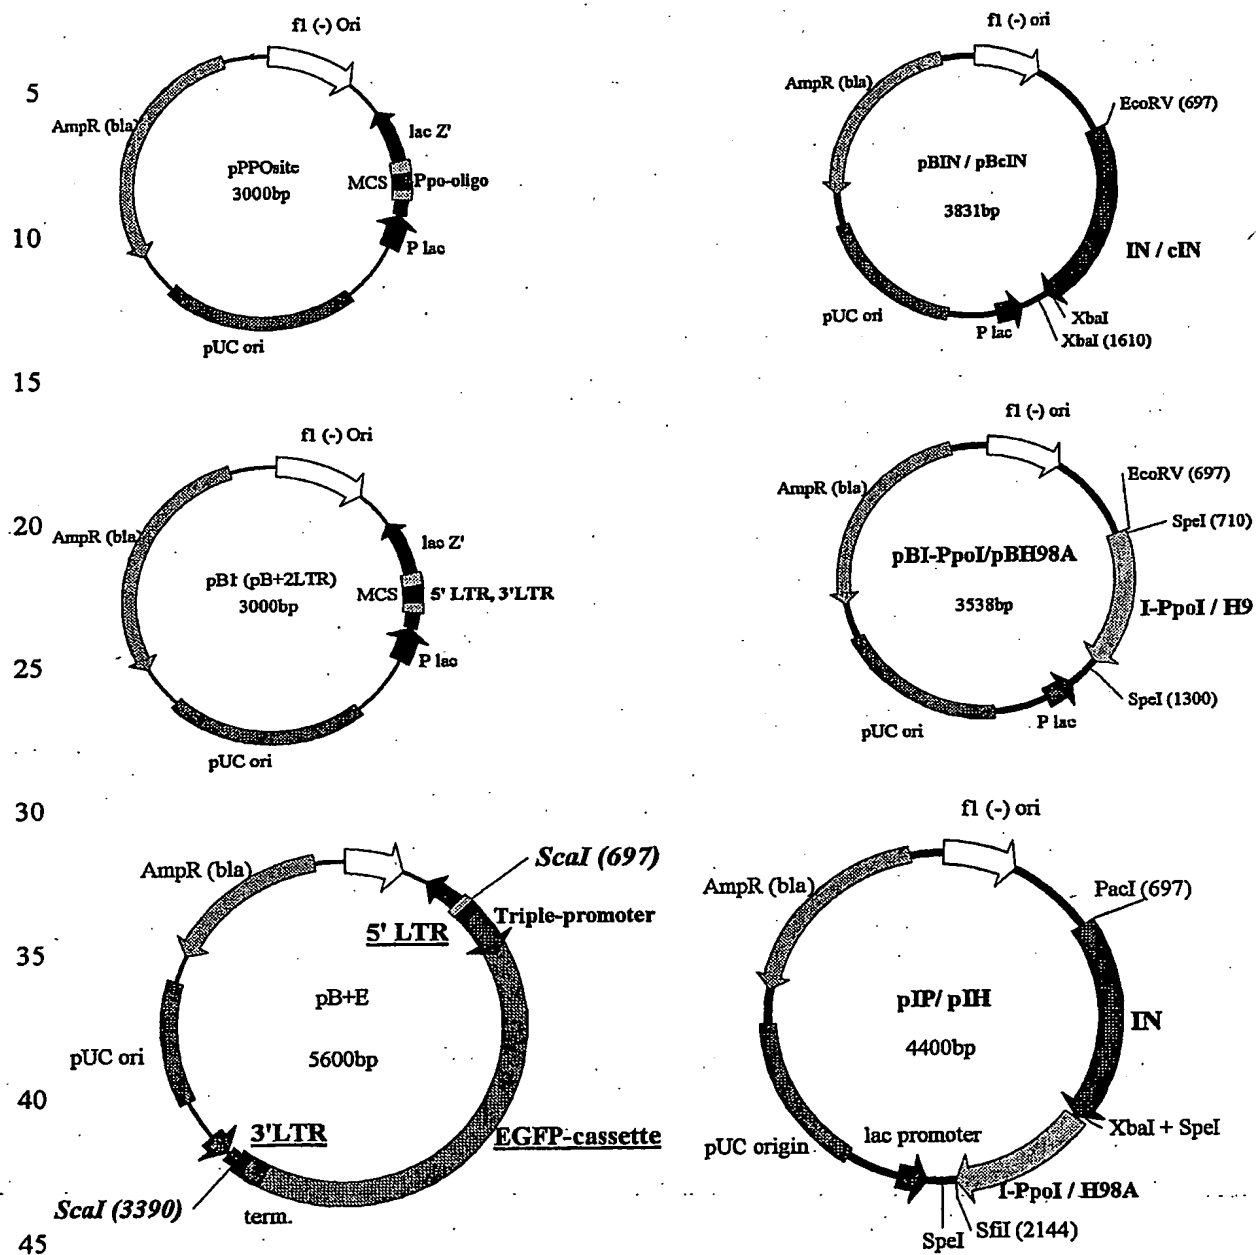 f1 (-) Ori
5
AmpR (bla)
lac Z'
pPPOsite
3000bp
MCS
Ppo-oligo
10
P lac
pUC ori
f1 (-) ori
AmpR (bla)
EcoRV (697)
pBIN / pBcIN
3831bp
IN / cIN
pUC ori
P lac
XbaI
XbaI (1610)
15
f1 (-) Ori
20
AmpR (bla)
lac Z'
pB1 (pB+2LTR)
3000bp
MCS
5' LTR, 3'LTR
25
P lac
pUC ori
f1 (-) ori
AmpR (bla)
EcoRV (697)
SpeI (710)
pBI-PpoI/pBH98A
3538bp
I-PpoI / H9
SpeI (1300)
P lac
pUC ori
30
AmpR (bla)
ScaI (697)
Triple-promoter
5' LTR
35
pB+E
5600bp
pUC ori
40
3'LTR
EGFP-cassette
ScaI (3390)
term.
45
f1 (-) ori
AmpR (bla)
PacI (697)
pIP/ pIH
4400bp
IN
pUC origin
lac promoter
XbaI + SpeI
I-PpoI / H98A
SfiI (2144)
SpeI